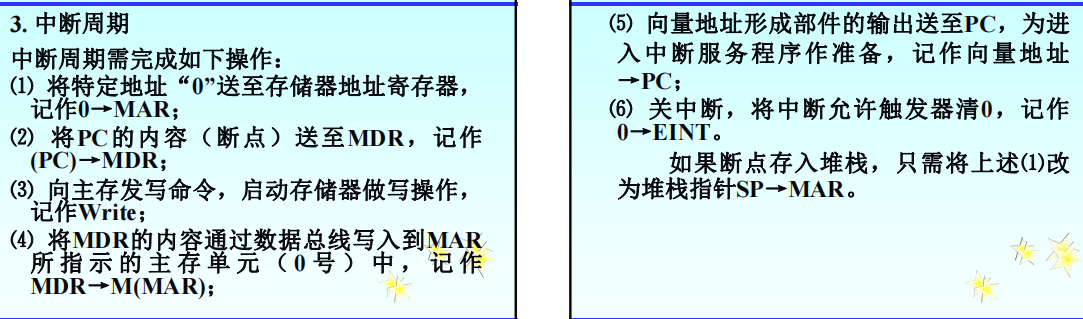 3. 中断周期
中断周期需完成如下操作：
⑴ 将特定地址“0”送至存储器地址寄存器，
记作0→MAR；
⑵ 将PC的内容（断点）送至MDR，记作
(PC)→MDR；
⑶ 向主存发写命令，启动存储器做写操作，
记作Write；
⑷ 将MDR的内容通过数据总线写入到MAR
所指示的主存单元（0号）中，记作
MDR→M(MAR)；
⑸ 向量地址形成部件的输出送至PC，为进
入中断服务程序作准备，记作向量地址
→PC；
⑹ 关中断，将中断允许触发器清0，记作
0→EINT。
如果断点存入堆栈，只需将上述⑴改
为堆栈指针SP→MAR。